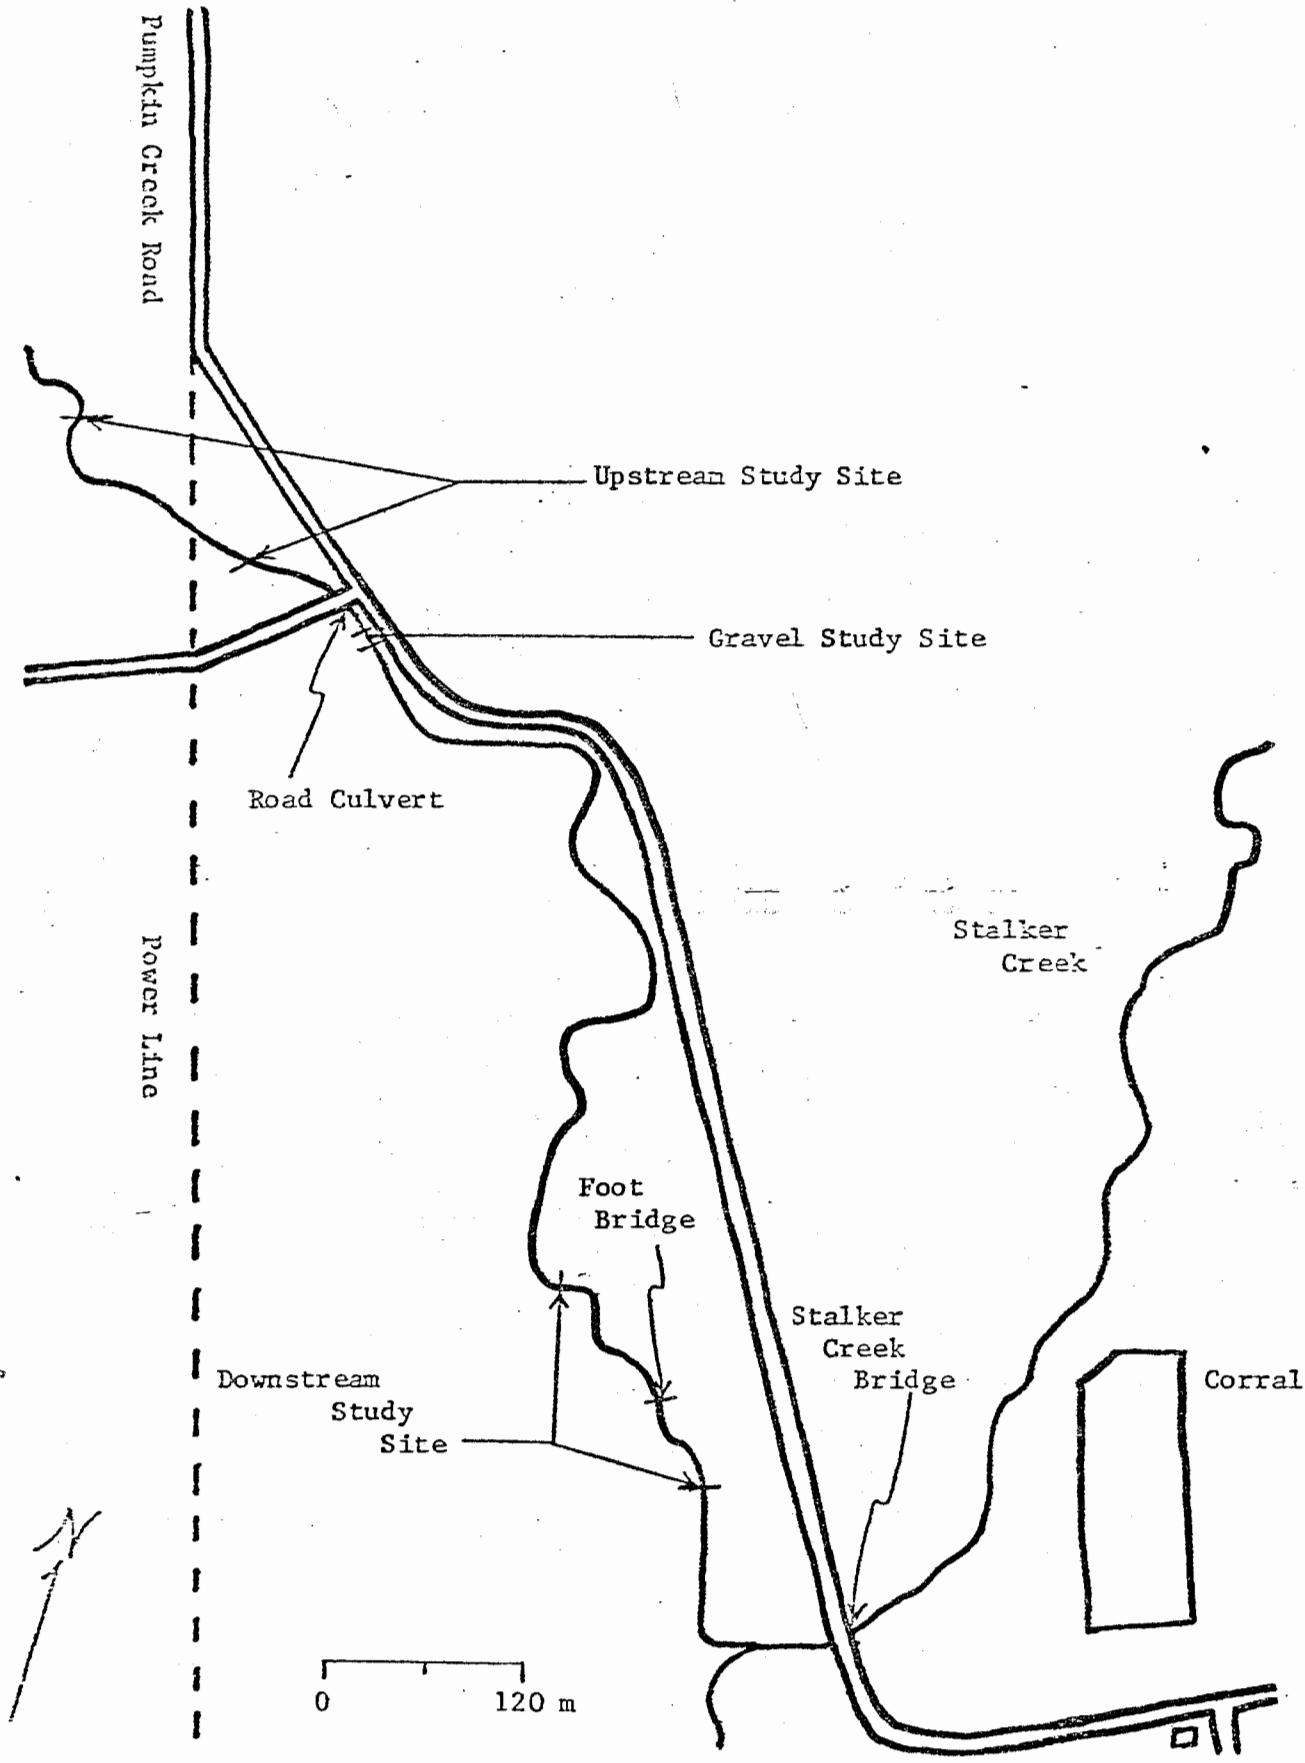 Pumpkin Creek Road
Upstream Study Site
Gravel Study Site
Road Culvert
Stalker
Creek
Power Line
Foot
Bridge
Stalker
Creek
Bridge
Downstream
Study
Site
Corral
0 120 m